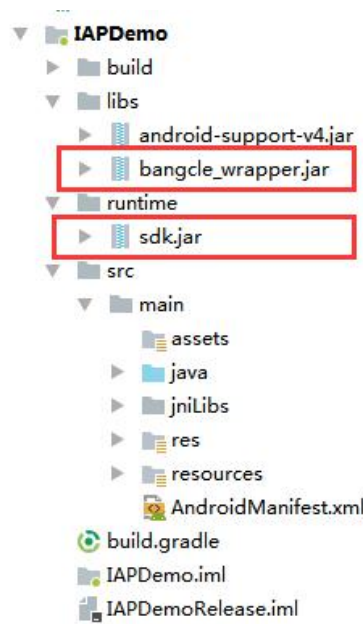 IAPDemo
build
libs
android-support-v4.jar
bangcle_wrapper.jar
runtime
sdk.jar
src
main
assets
java
jniLibs
res
resources
AndroidManifest.xml
build.gradle
IAPDemo.iml
IAPDemoRelease.iml